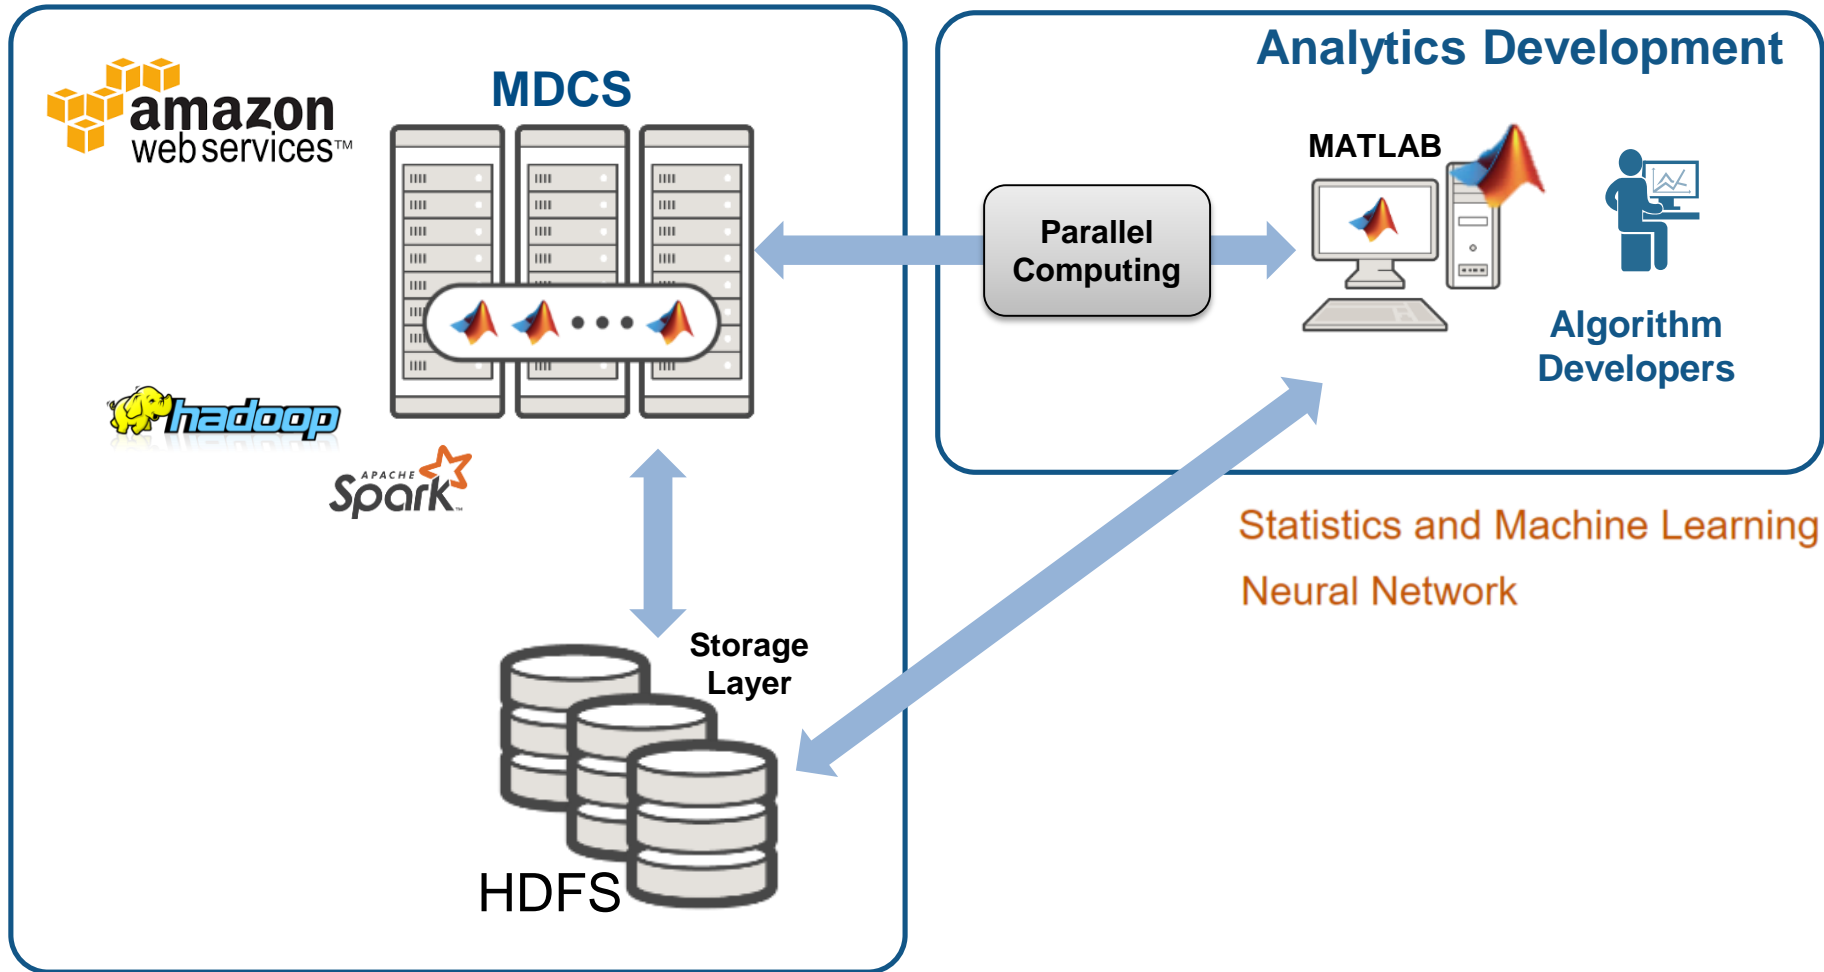 amazon
web services™
MDCS
hadoop
APACHE
Spark™
Storage
Layer
HDFS
Analytics Development
MATLAB
Parallel
Computing
Algorithm
Developers
Statistics and Machine Learning
Neural Network